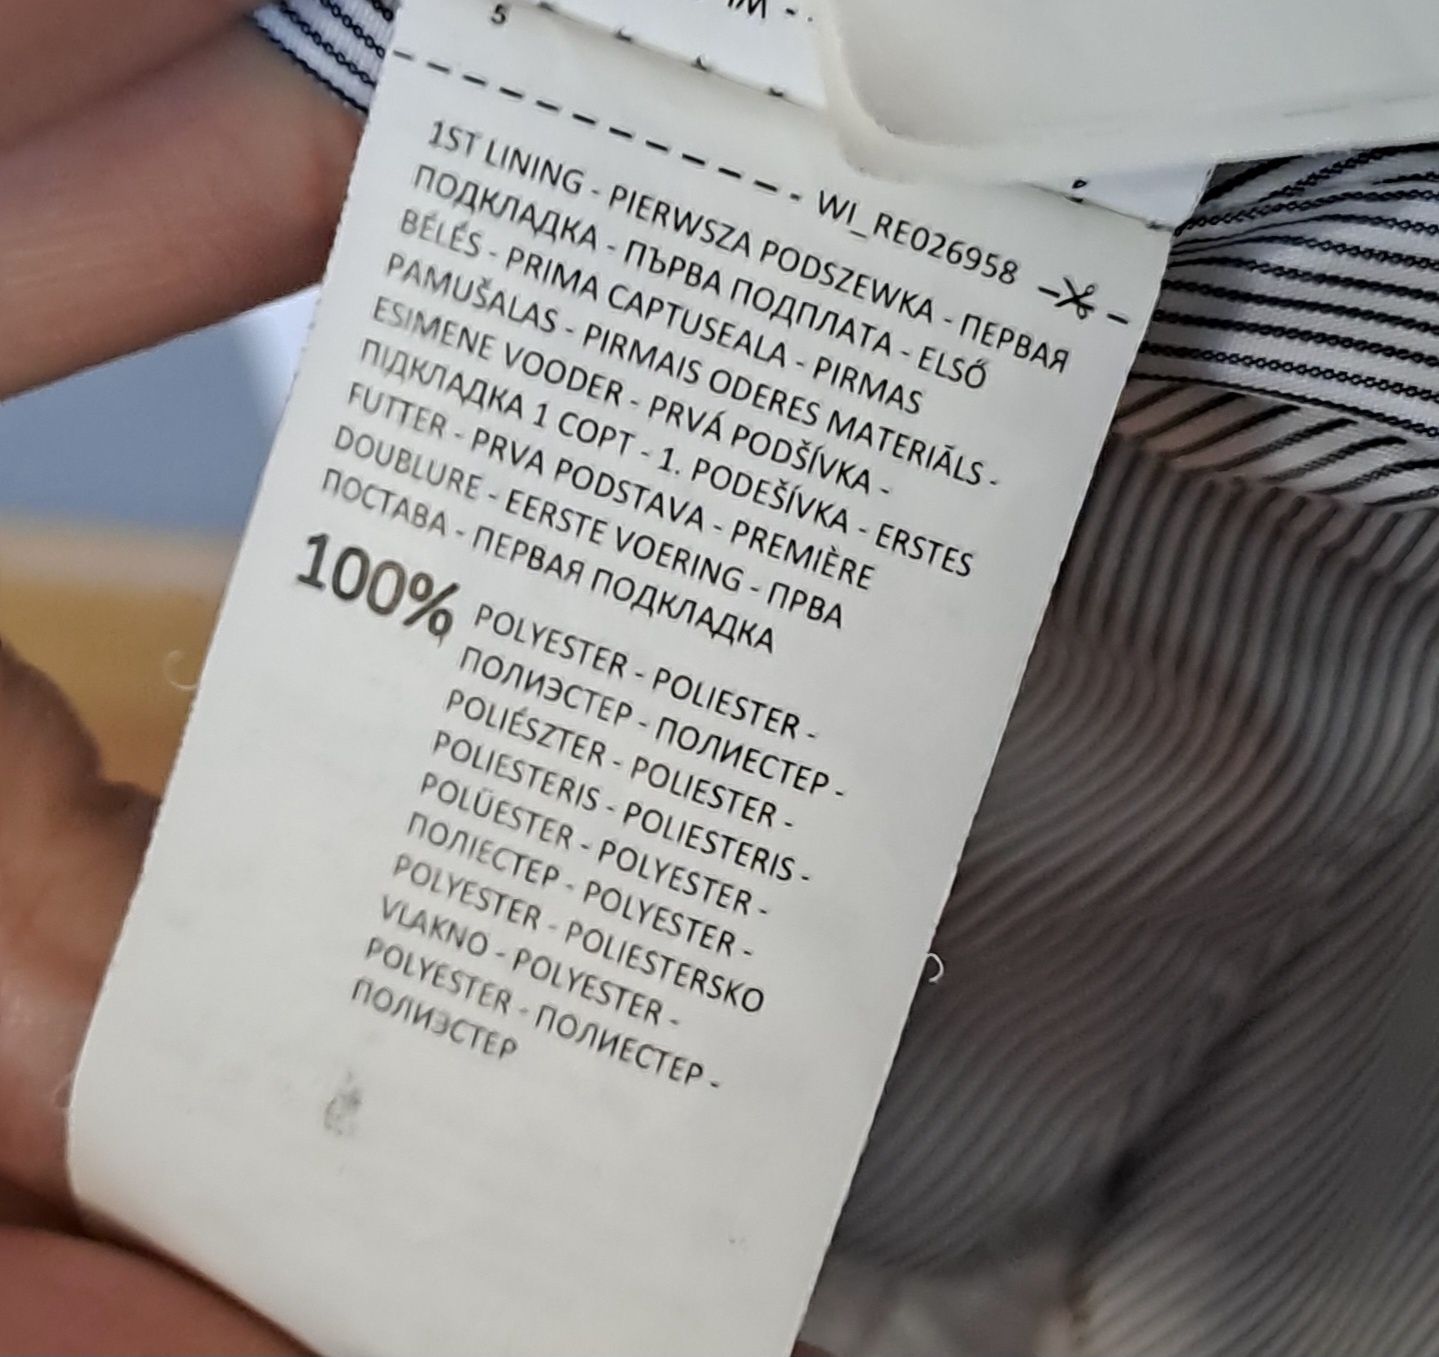 WI_RE026958
1ST LINING - PIERWSZA PODSZEWKA - ПЕРВАЯ
ПОДКЛАДКА - ПЪРВА ПОДПЛАТА - ELSŐ
BÉLÉS - PRIMA CAPTUSEALA - PIRMAS
PAMUŠALAS - PIRMAIS ODERES MATERIĀLS -
ESIMENE VOODER - PRVÁ PODŠÍVKA -
ПІДКЛАДКА 1 СОРТ - 1. PODEŠÍVKA - ERSTES
FUTTER - PRVA PODSTAVA - PREMIÈRE
DOUBLURE - EERSTE VOERING - ПРВА
ПОСТАВА - ПЕРВАЯ ПОДКЛАДКА
100% POLYESTER - POLIESTER -
ПОЛИЭСТЕР - ПОЛИЕСТЕР -
POLIÉSZTER - POLIESTER -
POLIESTERIS - POLIESTERIS -
POLÜESTER - POLYESTER -
ПОЛІЕСТЕР - POLYESTER -
POLYESTER - POLIESTERSKO
VLAKNO - POLYESTER -
POLYESTER - ПОЛИЕСТЕР -
ПОЛИЭСТЕР